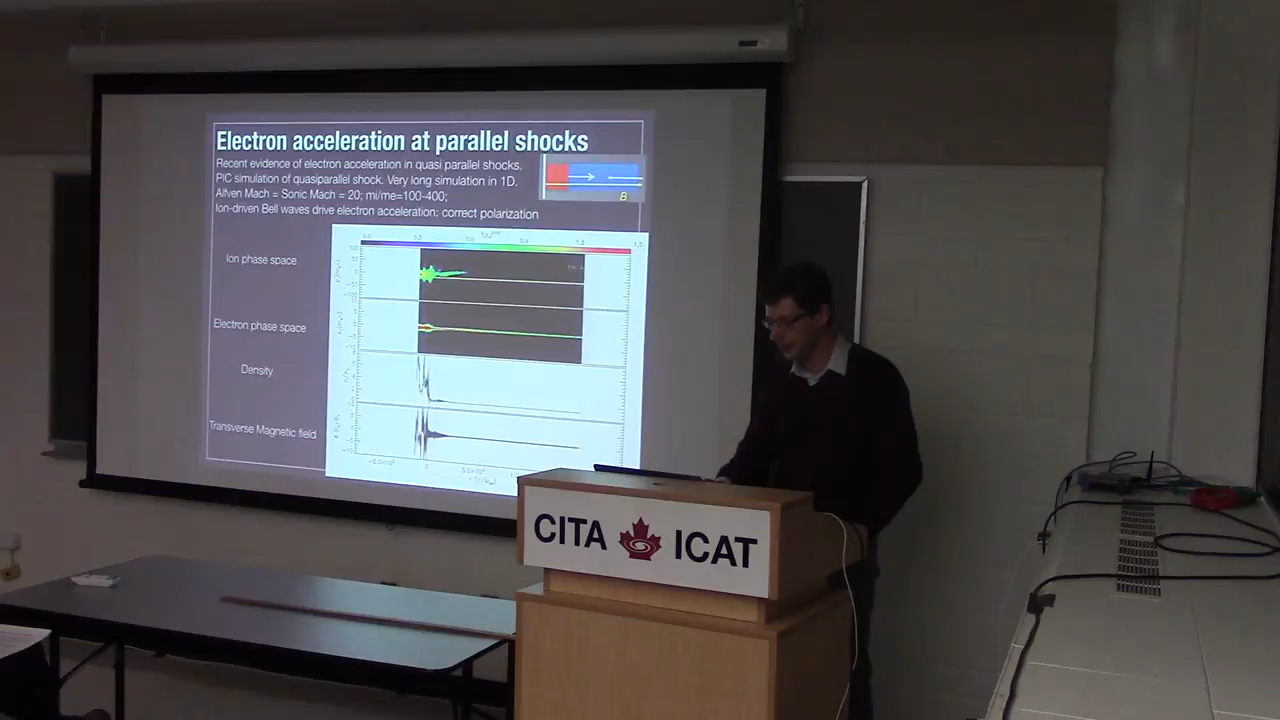 Electron acceleration at parallel shocks
Recent evidence of electron acceleration in quasi parallel shocks.
PIC simulation of quasiparallel shock. Very long simulation in 1D.
Alfven Mach = Sonic Mach = 20; mi/me=100-400;
Ion-driven Bell waves drive electron acceleration: correct polarization
B
Ion phase space
Electron phase space
Density
Transverse Magnetic field
CITA ICAT